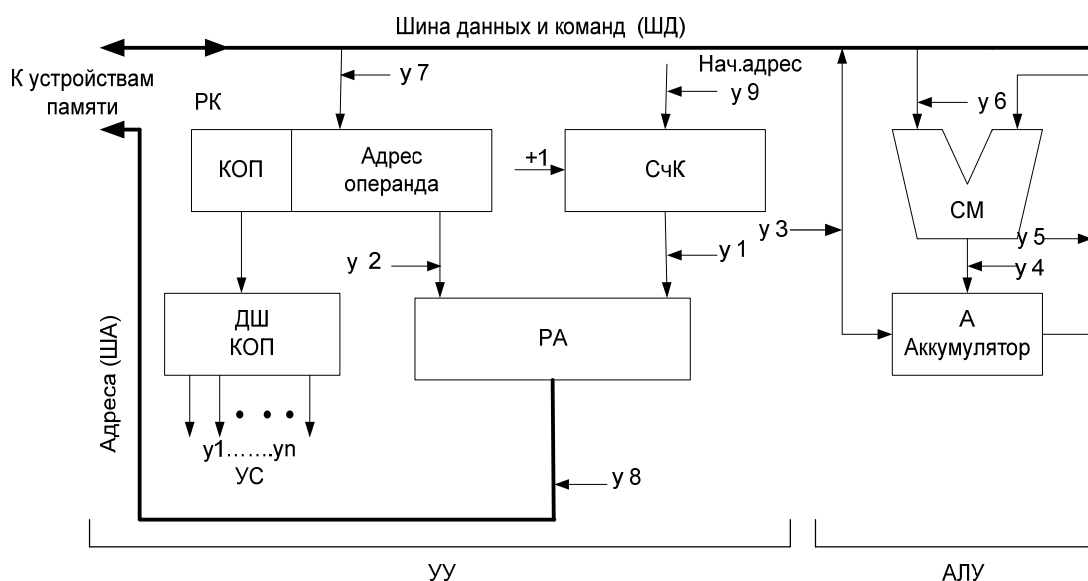 Шина данных и команд (ШД)
К устройствам
памяти
у 7
Нач.адрес
у 9
у 6
РК
КОП
Адрес
операнда
+1
СчК
СМ
у 3
у 5
у 2
у 1
у 4
ДШ
КОП
РА
А
Аккумулятор
Адреса (ША)
у1.......уn
УС
у 8
УУ
АЛУ